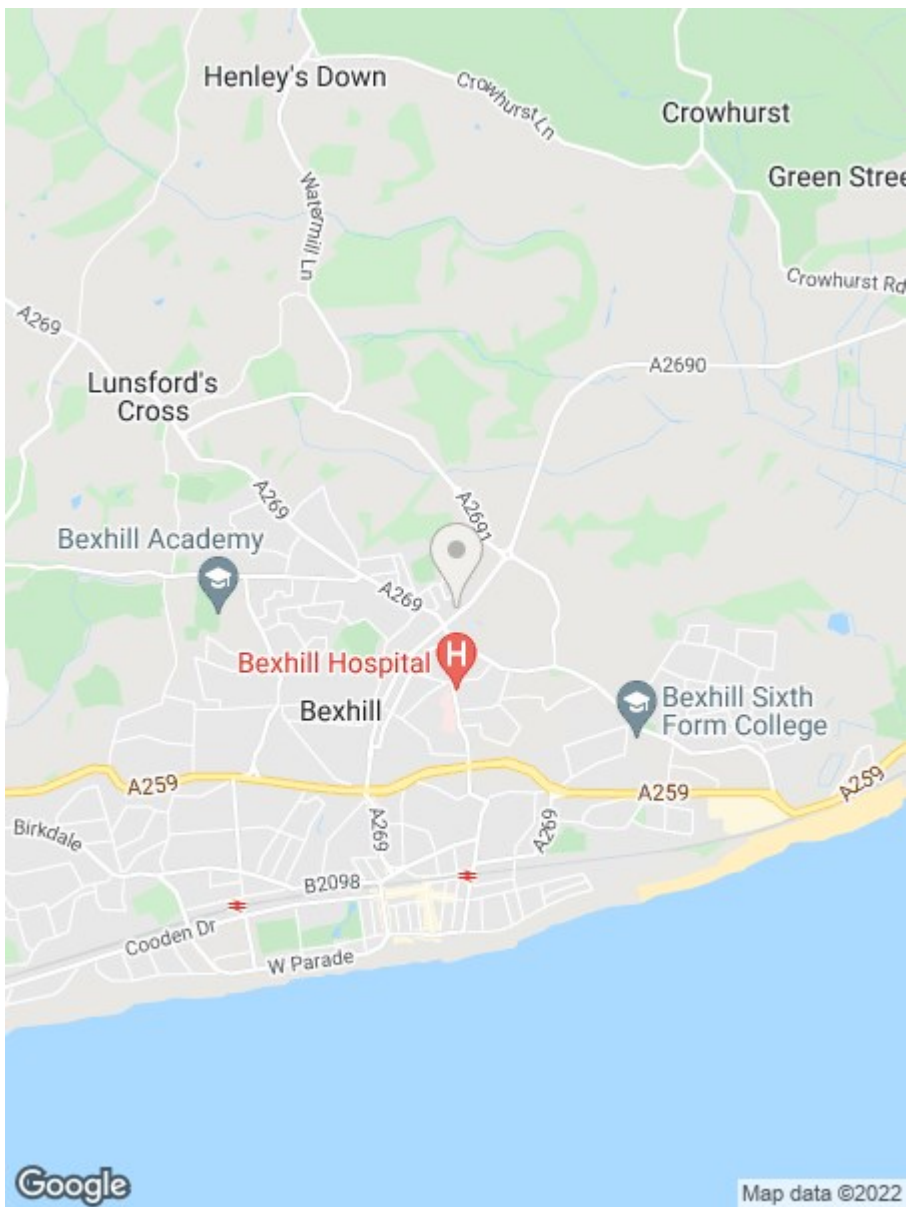 Henley's Down
Crowhurst Ln
Crowhurst
Green Stree
Watermill Ln
Crowhurst Rd
A269
A2690
Lunsford's
Cross
A269
A2691
Bexhill Academy
A269
Bexhill Hospital
H
Bexhill
Bexhill Sixth
Form College
A259
A259
A259
Birkdale
A269
A269
B2098
Cooden Dr
W Parade
Google
Map data ©2022